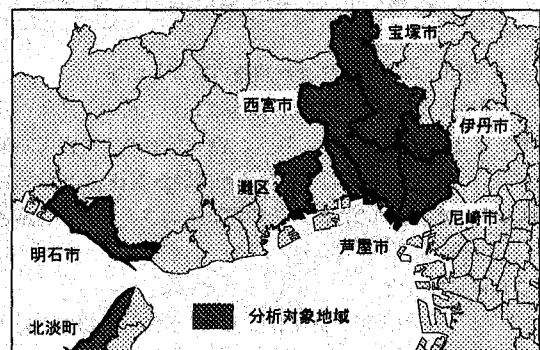 宝塚市
西宮市
伊丹市
灘区
尼崎市
芦屋市
明石市
北淡町
分析対象地域